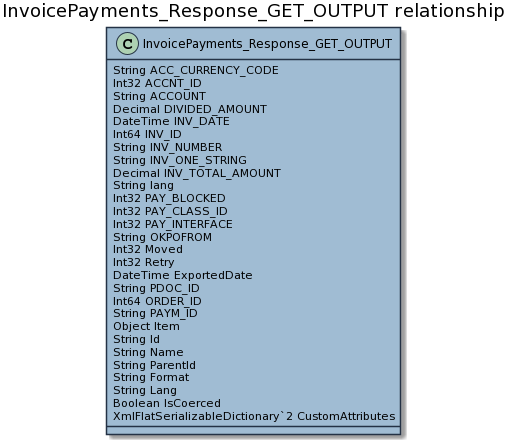 InvoicePayments_Response_GET_OUTPUT relationship
C InvoicePayments_Response_GET_OUTPUT
String ACC_CURRENCY_CODE
Int32 ACCNT_ID
String ACCOUNT
Decimal DIVIDED_AMOUNT
DateTime INV_DATE
Int64 INV_ID
String INV_NUMBER
String INV_ONE_STRING
Decimal INV_TOTAL_AMOUNT
String lang
Int32 PAY_BLOCKED
Int32 PAY_CLASS_ID
Int32 PAY_INTERFACE
String OKPOFROM
Int32 Moved
Int32 Retry
DateTime ExportedDate
String PDOC_ID
Int64 ORDER_ID
String PAYM_ID
Object Item
String Id
String Name
String ParentId
String Format
String Lang
Boolean IsCoerced
XmlFlatSerializableDictionary`2 CustomAttributes